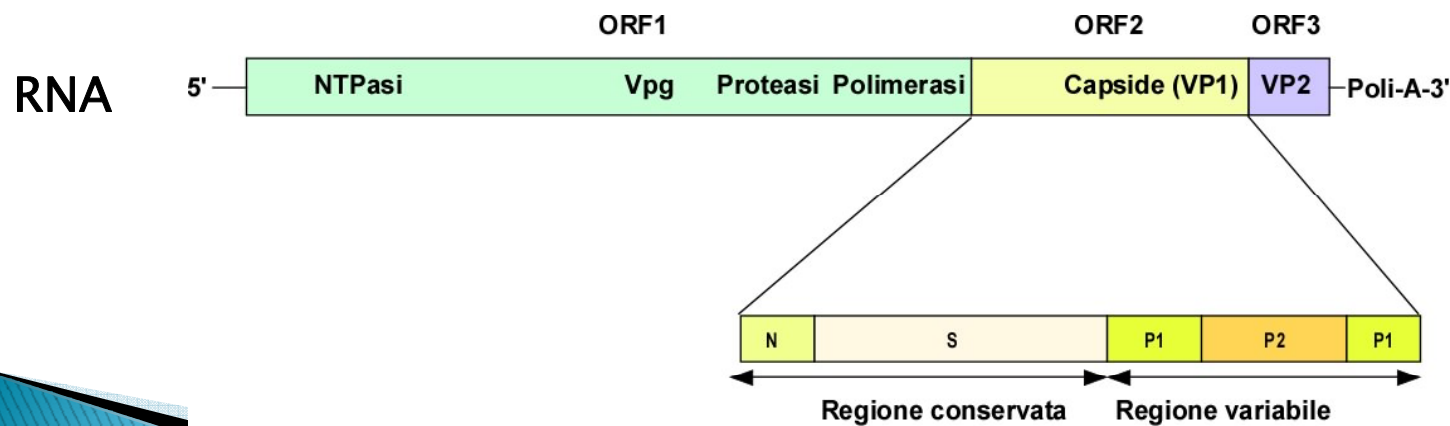 ORF1 ORF2 ORF3
RNA 5' NTPasi Vpg Proteasi Polimerasi Capside (VP1) VP2 Poli-A-3'
N S P1 P2 P1
Regione conservata Regione variabile